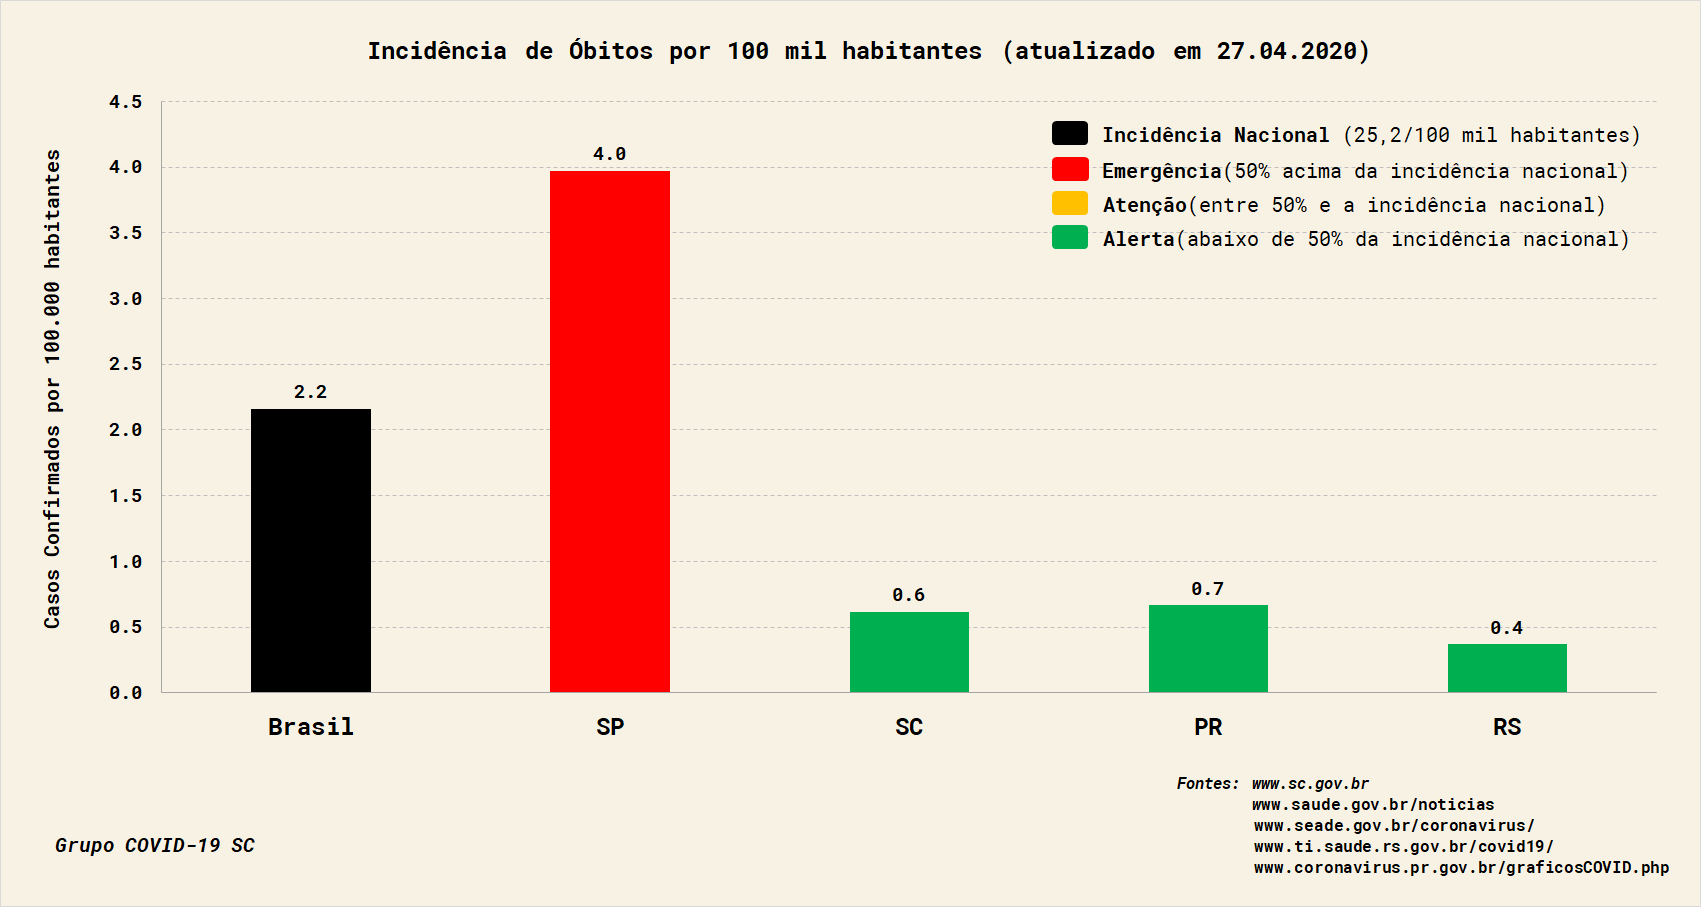 Incidência de Óbitos por 100 mil habitantes (atualizado em 27.04.2020)
Casos Confirmados por 100.000 habitantes
4.5
4.0
3.5
3.0
2.5
2.0
1.5
1.0
0.5
0.0
Incidência Nacional (25,2/100 mil habitantes)
Emergência(50% acima da incidência nacional)
Atenção(entre 50% e a incidência nacional)
Alerta(abaixo de 50% da incidência nacional)
2.2
4.0
0.6
0.7
0.4
Brasil
SP
SC
PR
RS
Fontes: www.sc.gov.br
www.saude.gov.br/noticias
www.seade.gov.br/coronavirus/
www.ti.saude.rs.gov.br/covid19/
www.coronavirus.pr.gov.br/graficosCOVID.php
Grupo COVID-19 SC